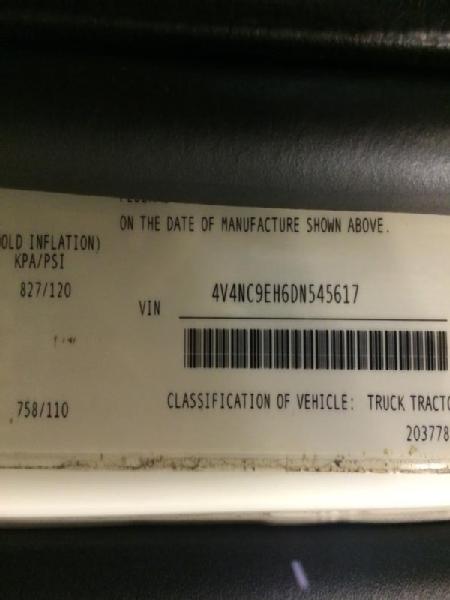 ON THE DATE OF MANUFACTURE SHOWN ABOVE.
OLD INFLATION)
KPA/PSI
827/120
VIN 4V4NC9EH6DN545617
758/110
CLASSIFICATION OF VEHICLE: TRUCK TRACTO
203778